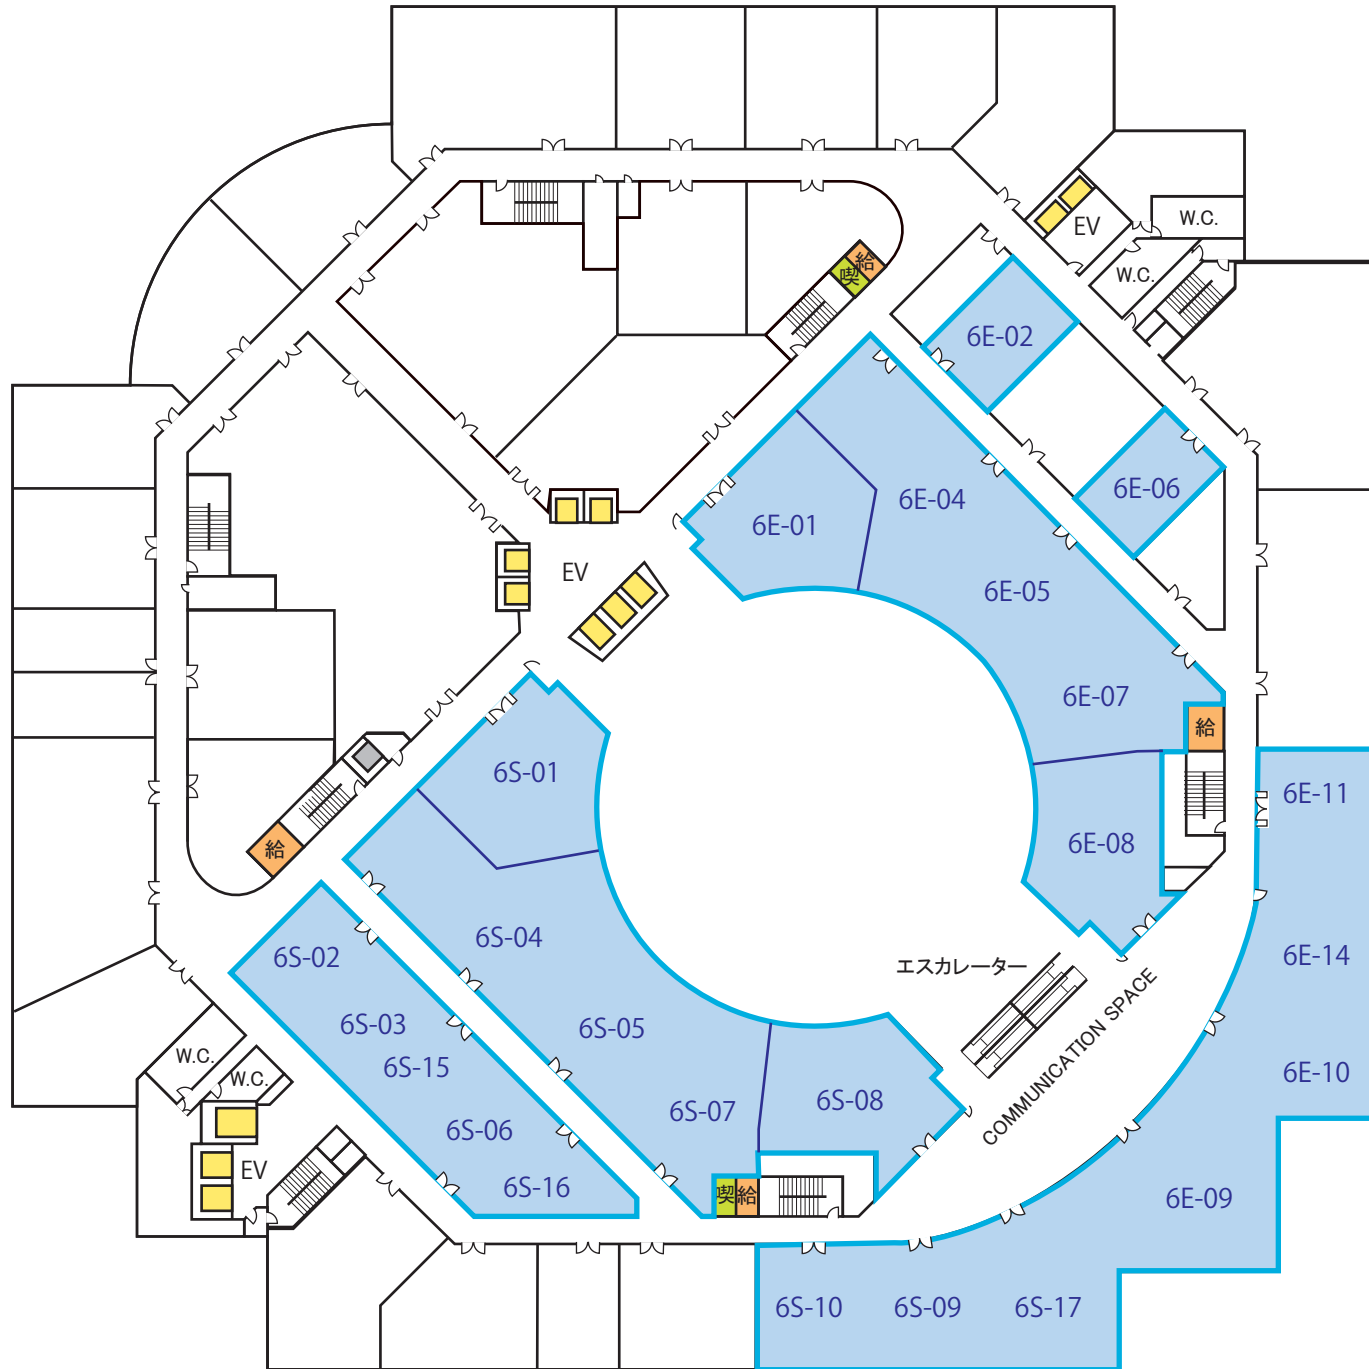 W.C.
EV
W.C.
給
喫
6E-02
6E-06
6E-04
6E-01
EV
6E-05
6E-07
給
6S-01
6E-11
6E-08
給
6S-04
6S-02
エスカレーター
6E-14
COMMUNICATION SPACE
6S-03
6S-05
W.C.
6S-15
W.C.
6E-10
6S-07
6S-08
6S-06
EV
6S-16
喫
給
6E-09
6S-10
6S-09
6S-17